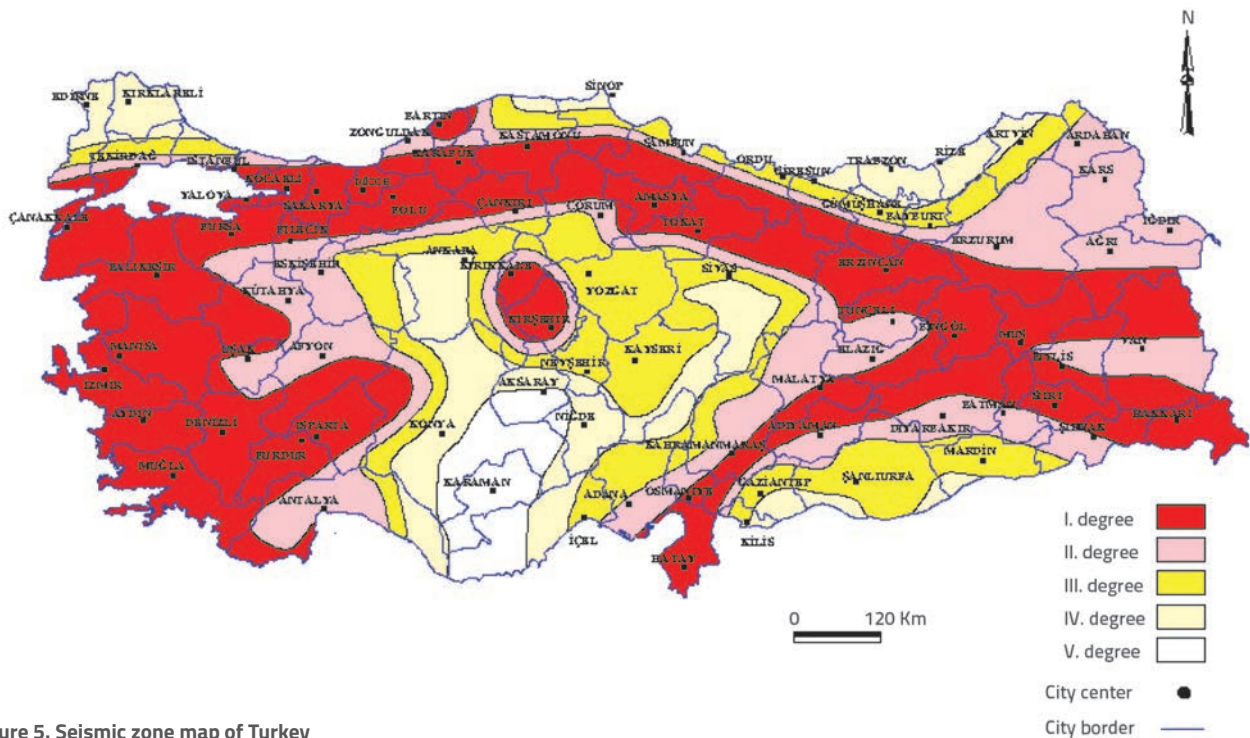 N
SİNOP
EDİRNE
KIRKLARELİ
BARTIN
ZONGULDAK
KASTAMONU
KARABÜK
SAMSUN
ARTVİN
ARDAHAN
RİZE
TRABZON
ORDU
GİRESUN
KARS
TEKİRDAĞ
İSTANBUL
KOCAELİ
YALOVA
SAKARYA
DÜZCE
BOLU
ÇANKIRI
ÇORUM
AMASYA
TOKAT
GÜMÜŞHANE
BAYBURT
IĞDIR
ÇANAKKALE
BURSA
BİLECİK
ERZURUM
AĞRI
ANKARA
KIRIKKALE
ESKİŞEHİR
SİVAS
ERZİNCAN
BALIKESİR
KÜTAHYA
YOZGAT
TUNCELİ
BİNGÖL
KIRŞEHİR
MUŞ
VAN
MANİSA
UŞAK
AFYON
NEVŞEHİR
KAYSERİ
ELAZIĞ
BİTLİS
İZMİR
AKSARAY
MALATYA
SİİRT
BATMAN
AYDIN
DENİZLİ
ISPARTA
KONYA
NİĞDE
ADIYAMAN
DİYARBAKIR
HAKKARİ
ŞIRNAK
BURDUR
KAHRAMANMARAŞ
MARDİN
MUĞLA
KARAMAN
GAZİANTEP
ŞANLIURFA
ANTALYA
ADANA
OSMANİYE
İÇEL
KİLİS
HATAY
I. degree
II. degree
III. degree
IV. degree
V. degree
City center
City border
0 120 Km
ure 5. Seismic zone map of Turkey